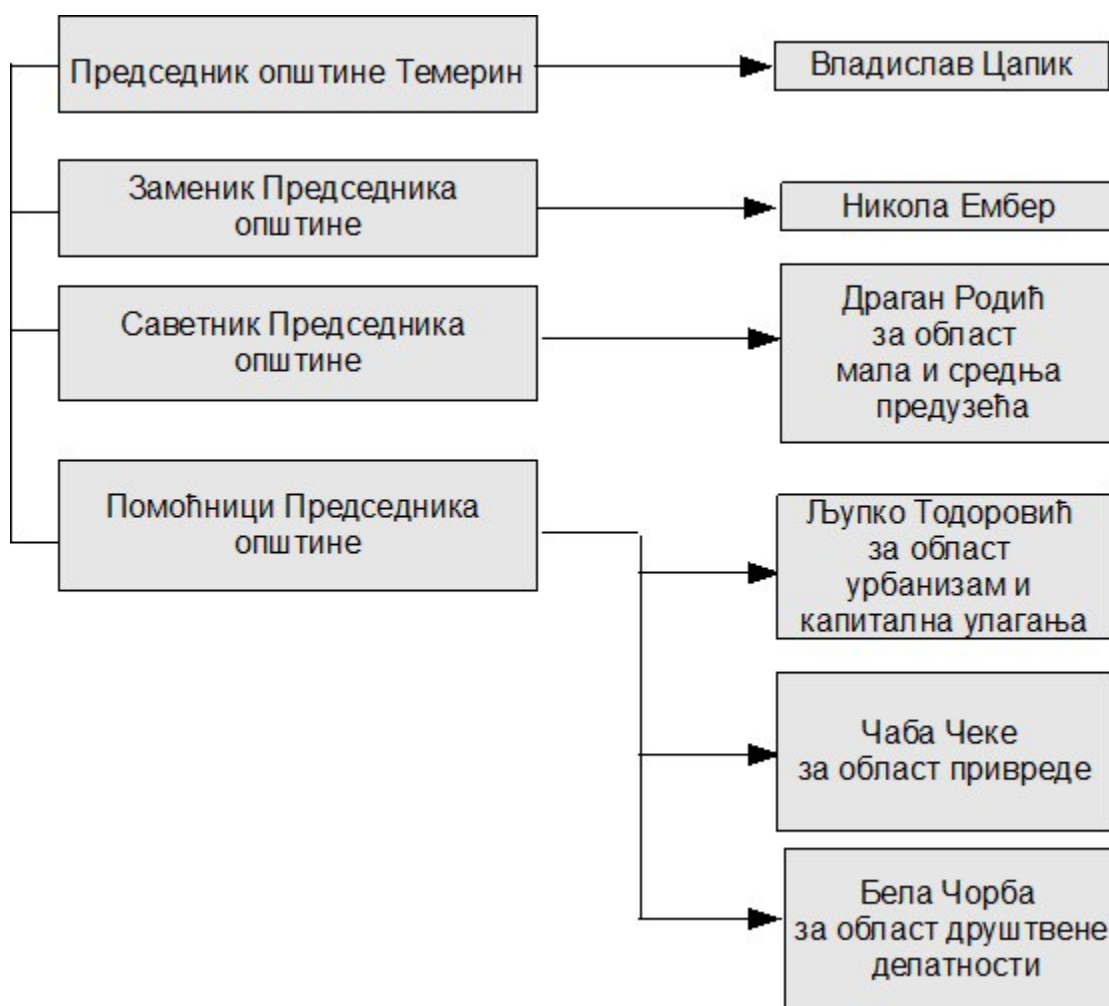 Председник општине Темерин
Владислав Цапик
Заменик Председника
општине
Никола Ембер
Саветник Председника
општине
Драган Родић
за област
мала и средња
предузећа
Помоћници Председника
општине
Љупко Тодоровић
за област
урбанизам и
капитална улагања
Чаба Чеке
за област привреде
Бела Чорба
за област друштвене
делатности